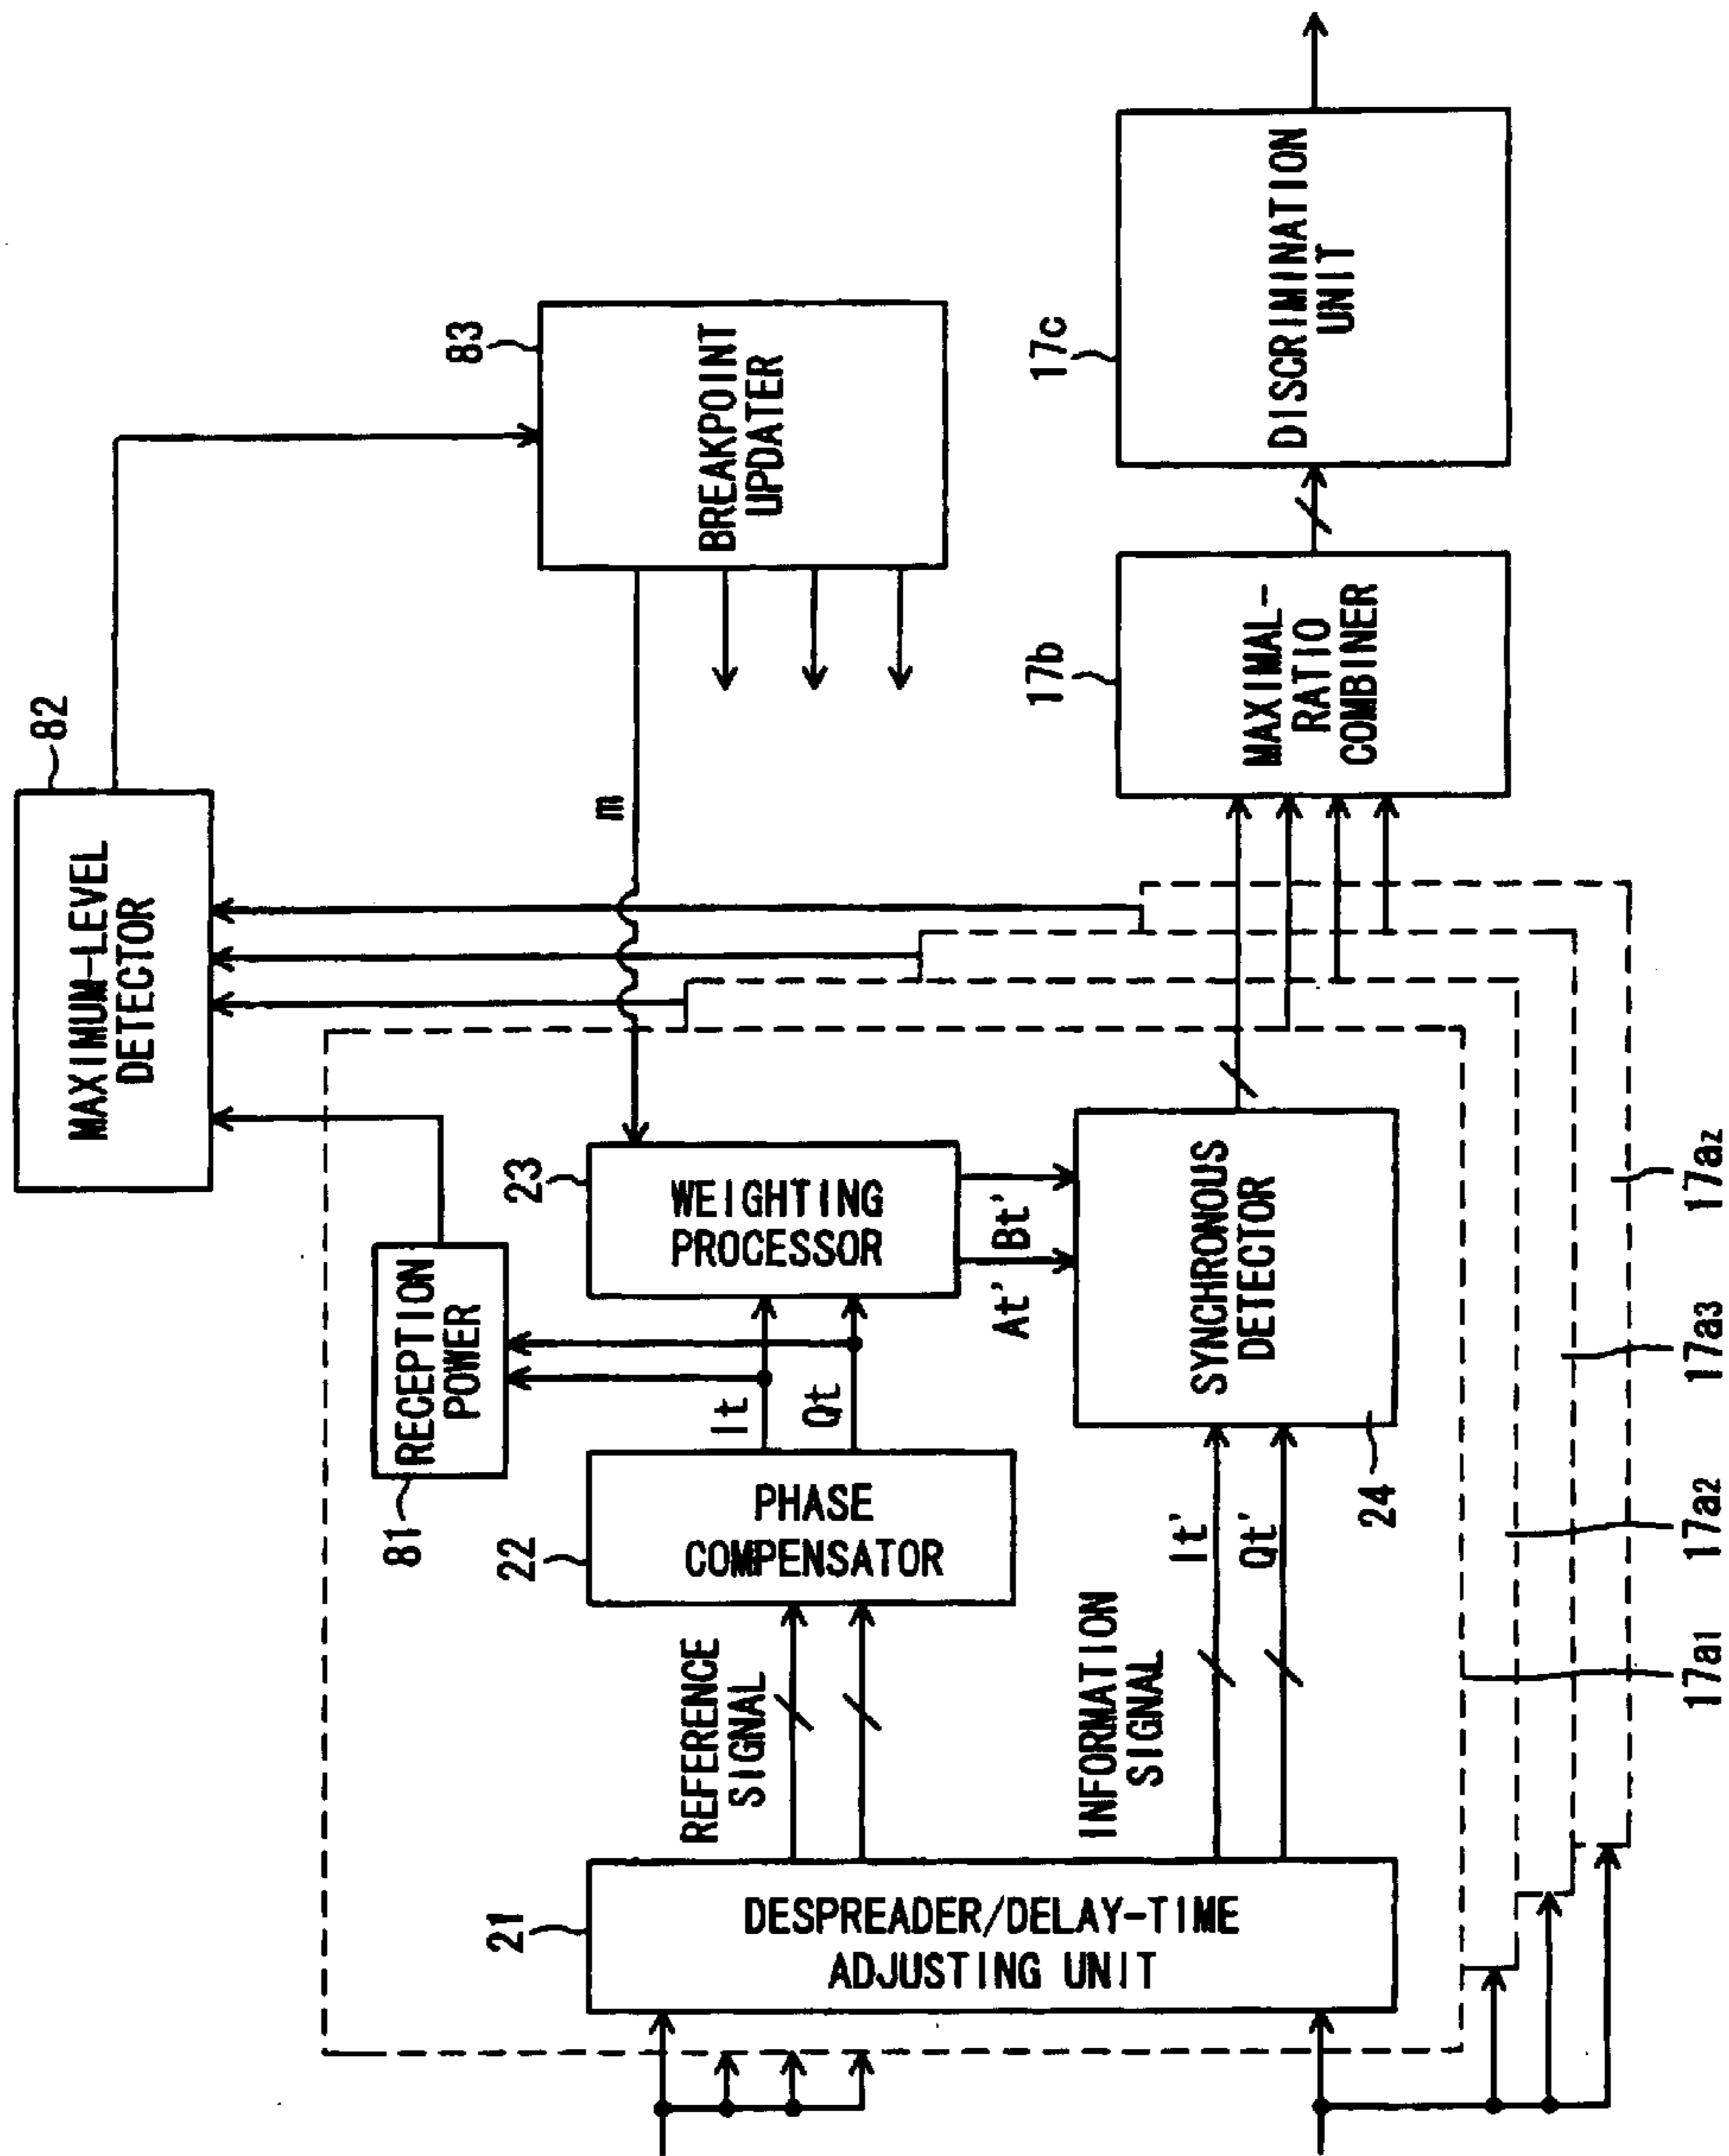 82
MAXIMUM-LEVEL
DETECTOR
83
BREAKPOINT
UPDATER
m
81
RECEPTION
POWER
23
WEIGHTING
PROCESSOR
22
PHASE
COMPENSATOR
It
Qt
At'
Bt'
REFERENCE
SIGNAL
21
DESPREADER/DELAY-TIME
ADJUSTING UNIT
INFORMATION
SIGNAL
It'
Qt'
SYNCHRONOUS
DETECTOR
24
17b
MAXIMAL-
RATIO
COMBINER
17c
DISCRIMINATION
UNIT
17a1
17a2
17a3
17az